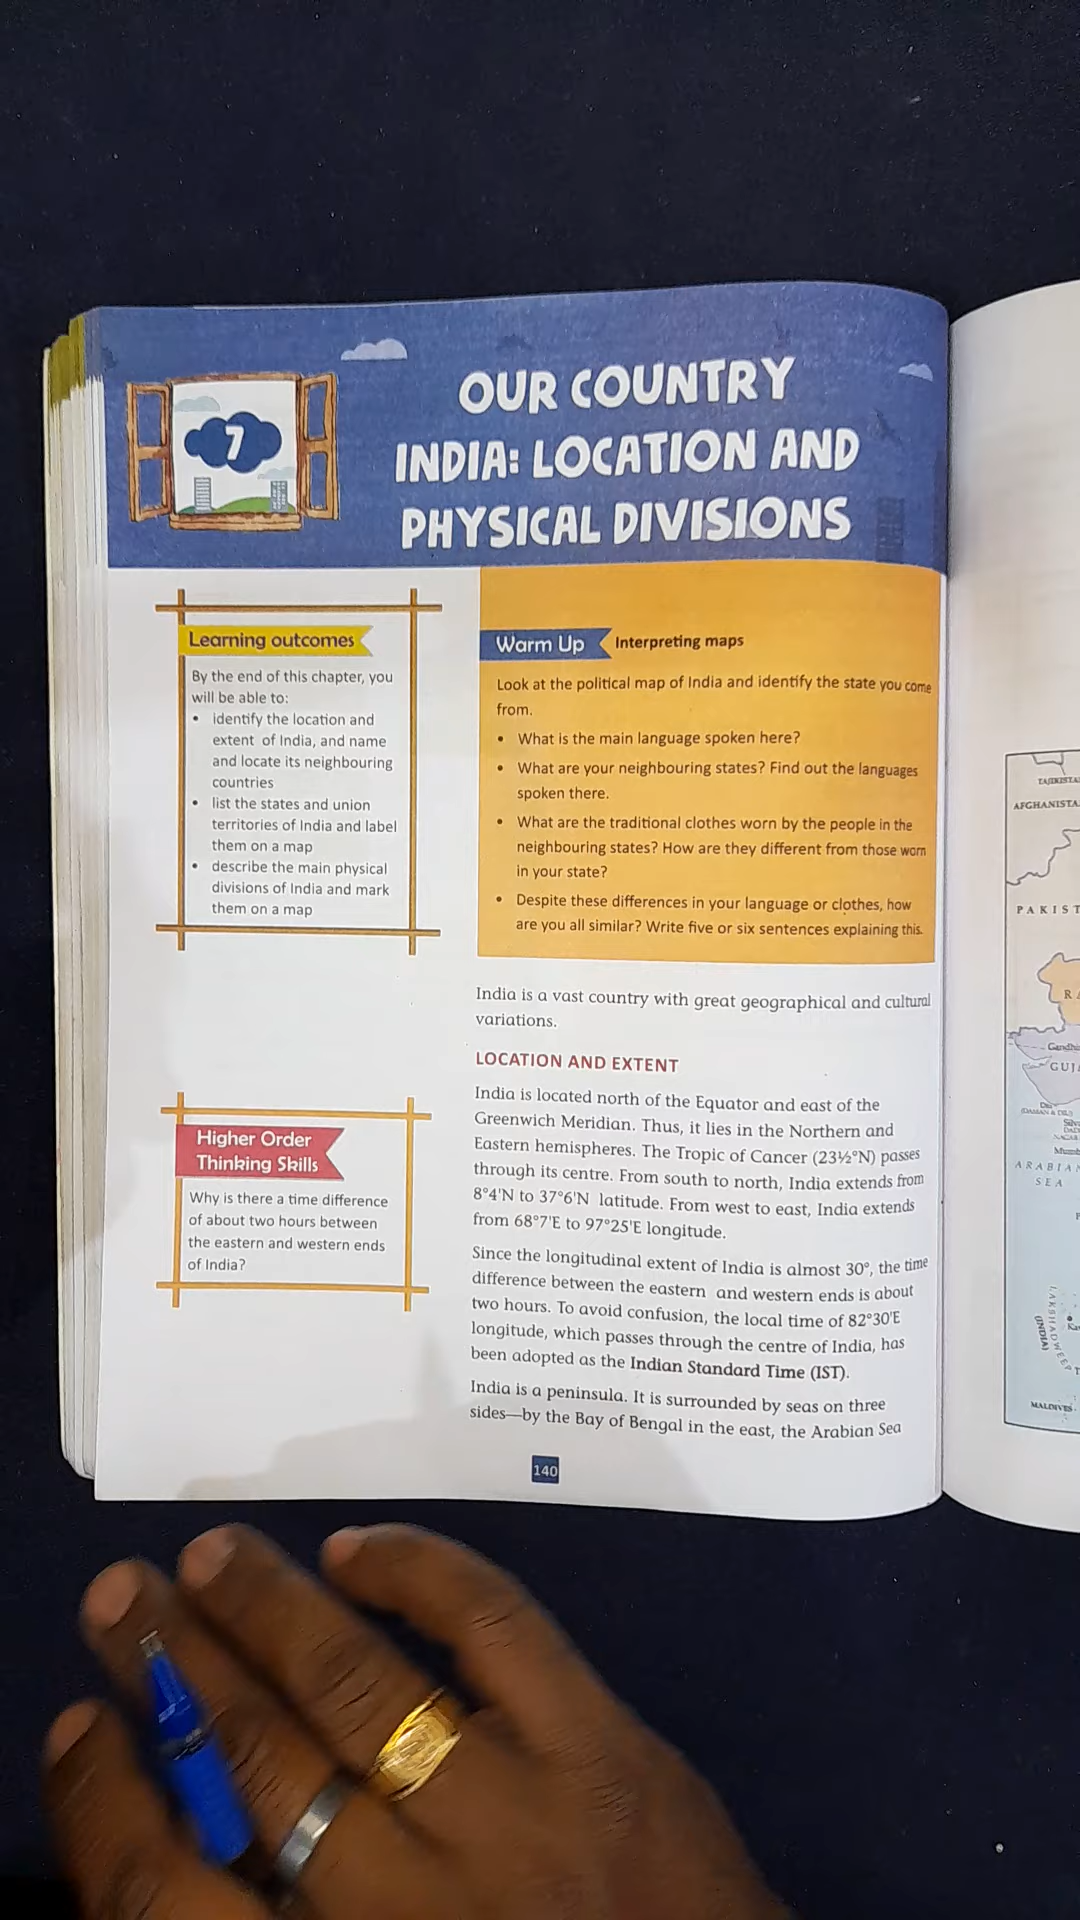 7
OUR COUNTRY
INDIA: LOCATION AND
PHYSICAL DIVISIONS
Learning outcomes
By the end of this chapter, you
will be able to:
• identify the location and
extent of India, and name
and locate its neighbouring
countries
• list the states and union
territories of India and label
them on a map
• describe the main physical
divisions of India and mark
them on a map
Warm Up
Interpreting maps
Look at the political map of India and identify the state you come
from.
• What is the main language spoken here?
• What are your neighbouring states? Find out the languages
spoken there.
• What are the traditional clothes worn by the people in the
neighbouring states? How are they different from those worn
in your state?
• Despite these differences in your language or clothes, how
are you all similar? Write five or six sentences explaining this.
India is a vast country with great geographical and cultural
variations.
LOCATION AND EXTENT
India is located north of the Equator and east of the
Greenwich Meridian. Thus, it lies in the Northern and
Eastern hemispheres. The Tropic of Cancer (23½°N) passes
through its centre. From south to north, India extends from
8°4'N to 37°6'N latitude. From west to east, India extends
from 68°7'E to 97°25'E longitude.
Higher Order
Thinking Skills
Why is there a time difference
of about two hours between
the eastern and western ends
of India?
Since the longitudinal extent of India is almost 30°, the time
difference between the eastern and western ends is about
two hours. To avoid confusion, the local time of 82°30'E
longitude, which passes through the centre of India, has
been adopted as the Indian Standard Time (IST).
India is a peninsula. It is surrounded by seas on three
sides—by the Bay of Bengal in the east, the Arabian Sea
140
AFGHANISTA
PAKIST
ARABIAN
SEA
LAKSHADWEEP
(INDIA)
MALDIVES